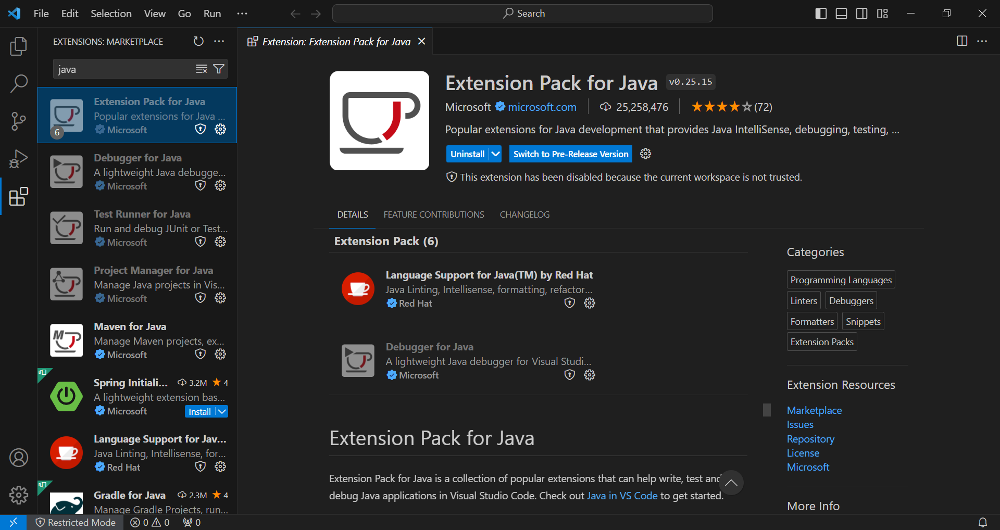 File Edit Selection View Go Run ···
Search
EXTENSIONS: MARKETPLACE
java
Extension Pack for Java
Popular extensions for Java ...
Microsoft
6
Debugger for Java
A lightweight Java debugge...
Microsoft
Test Runner for Java
Run and debug JUnit or Test...
Microsoft
Project Manager for Java
Manage Java projects in Vis...
Microsoft
Maven for Java
Manage Maven projects, ex...
Microsoft
Spring Initiali... 3.2M 4
A lightweight extension bas...
Microsoft Install
Language Support for Jav...
Java Linting, Intellisense, for...
Red Hat
Gradle for Java 2.3M 4
Manage Gradle Projects, run...
Extension: Extension Pack for Java
Extension Pack for Java v0.25.15
Microsoft microsoft.com 25,258,476 (72)
Popular extensions for Java development that provides Java IntelliSense, debugging, testing, ...
Uninstall Switch to Pre-Release Version
This extension has been disabled because the current workspace is not trusted.
DETAILS FEATURE CONTRIBUTIONS CHANGELOG
Extension Pack (6)
Language Support for Java(TM) by Red Hat
Java Linting, Intellisense, formatting, refactor...
Red Hat
Debugger for Java
A lightweight Java debugger for Visual Studi...
Microsoft
Extension Pack for Java
Extension Pack for Java is a collection of popular extensions that can help write, test and
debug Java applications in Visual Studio Code. Check out Java in VS Code to get started.
Categories
Programming Languages
Linters Debuggers
Formatters Snippets
Extension Packs
Extension Resources
Marketplace
Issues
Repository
License
Microsoft
More Info
Restricted Mode 0 0 0